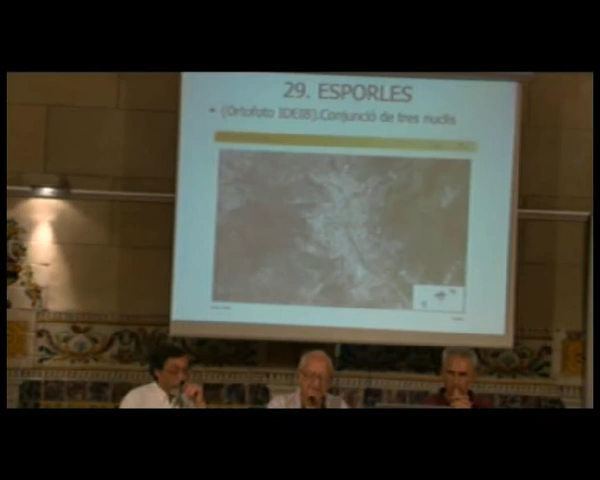 29. ESPORLES
• (Ortofoto IDEIB).Conjunció de tres nuclis